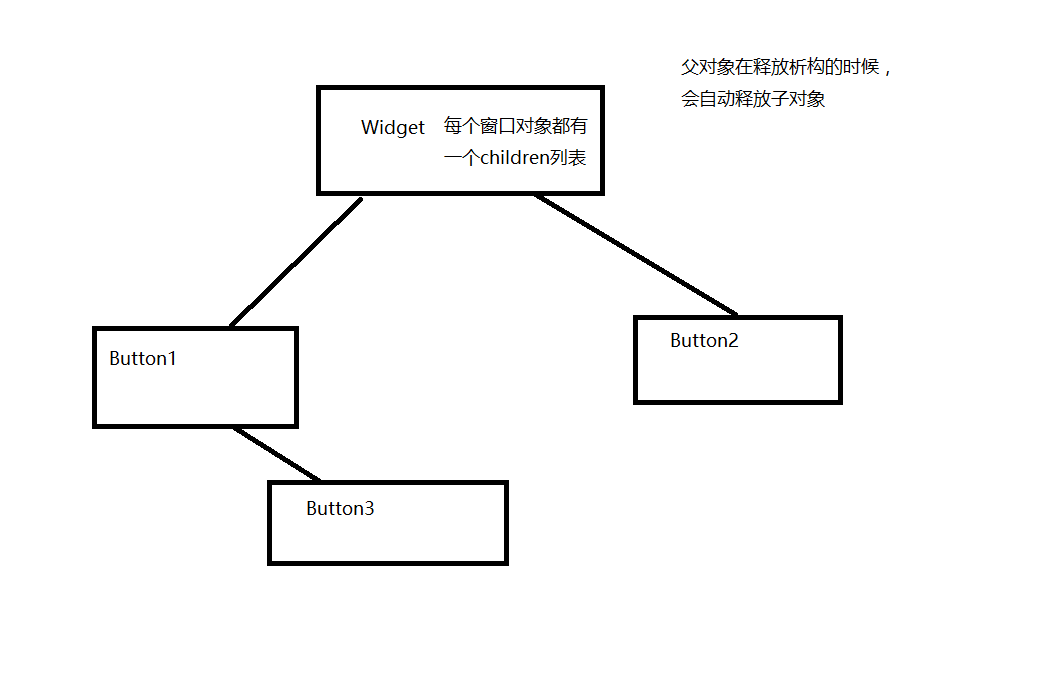 父对象在释放析构的时候，
会自动释放子对象
Widget 每个窗口对象都有
一个children列表
Button1
Button2
Button3